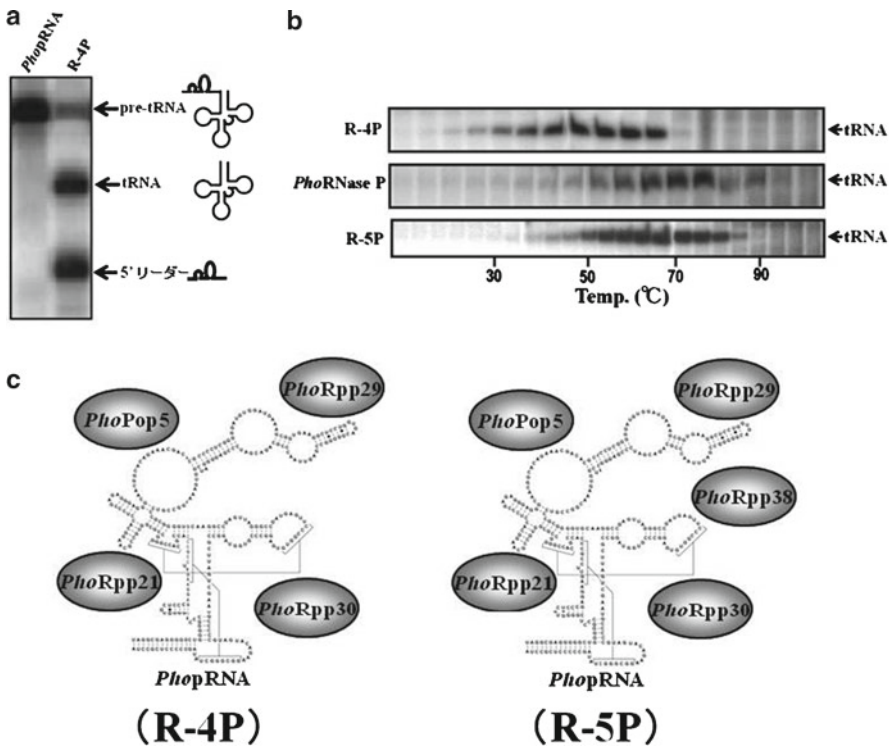 a
PhopRNA
R-4P
pre-tRNA
tRNA
5'リーダー
b
R-4P
tRNA
PhoRNase P
tRNA
R-5P
tRNA
30
50
70
90
Temp. (℃)
c
PhoPop5
PhoRpp29
PhoRpp21
PhoRpp30
PhopRNA
(R-4P)
PhoPop5
PhoRpp29
PhoRpp38
PhoRpp21
PhoRpp30
PhopRNA
(R-5P)